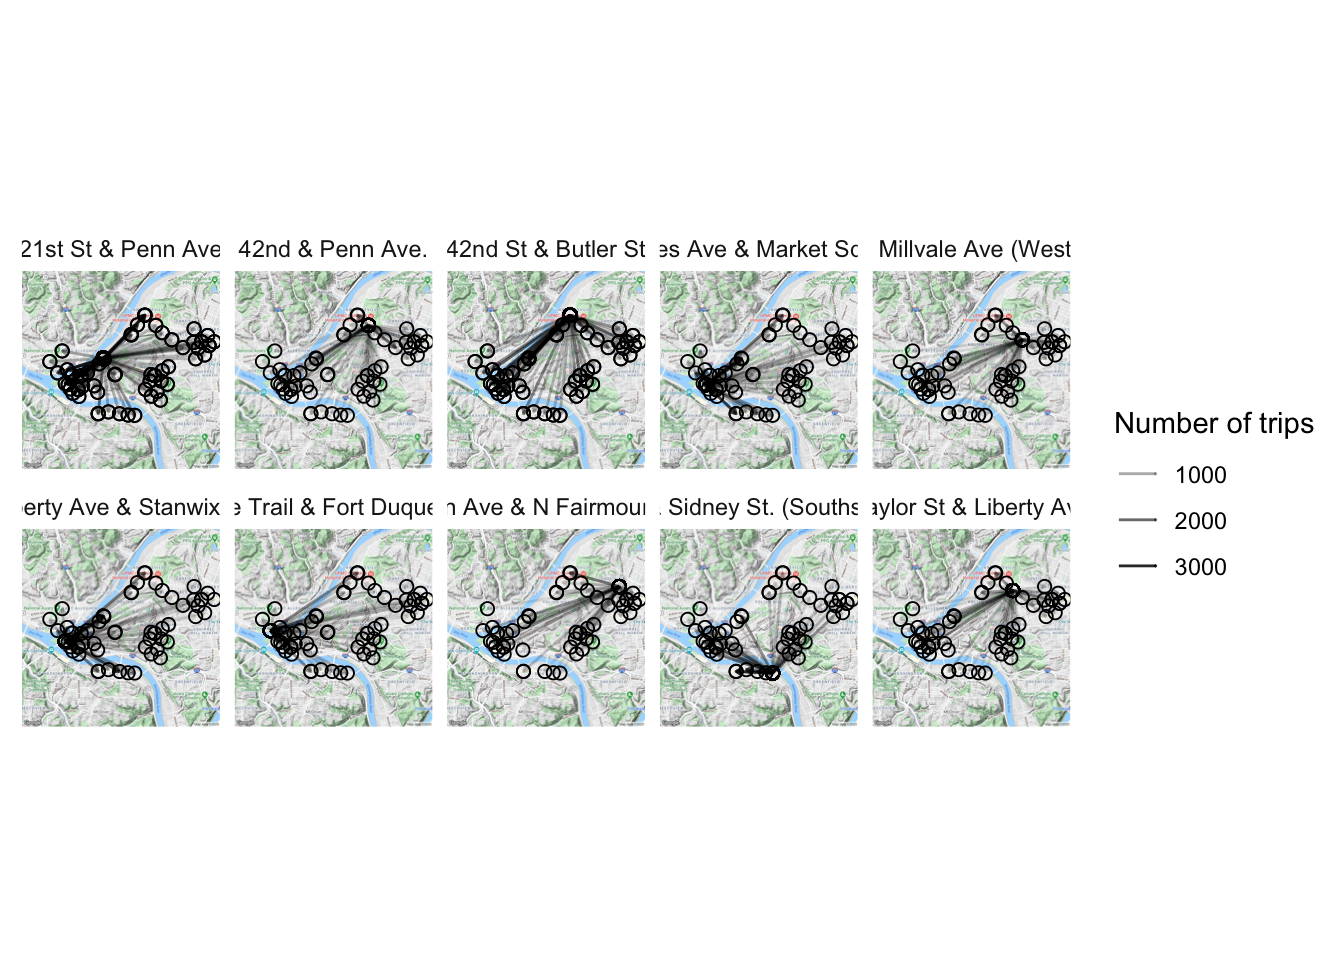 21st St & Penn Ave
42nd & Penn Ave.
42nd St & Butler St
es Ave & Market Sq
Millvale Ave (West
erty Ave & Stanwix
e Trail & Fort Duque
n Ave & N Fairmoun
. Sidney St. (Souths
aylor St & Liberty Av
Number of trips
1000
2000
3000